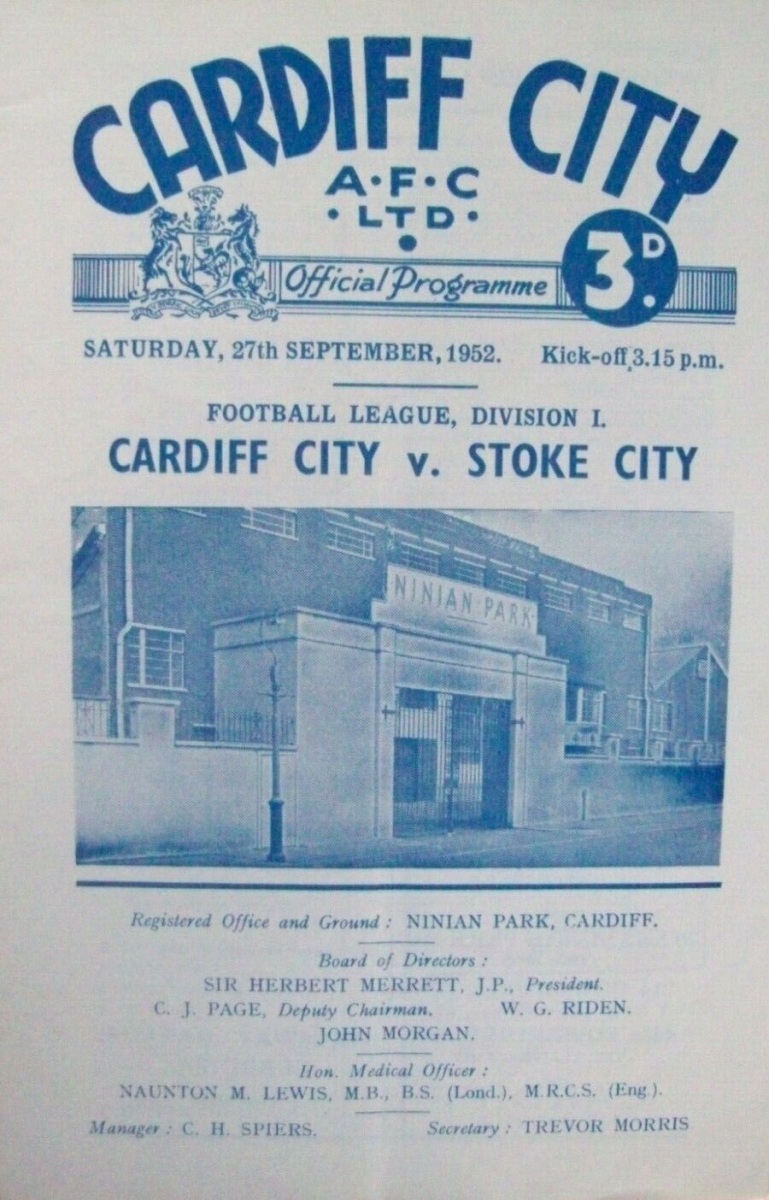 CARDIFF CITY
A·F·C
·LTD·
Official Programme
3D.
SATURDAY, 27th SEPTEMBER, 1952. Kick-off 3.15 p.m.
FOOTBALL LEAGUE, DIVISION I.
CARDIFF CITY v. STOKE CITY
NINIAN PARK
Registered Office and Ground: NINIAN PARK, CARDIFF.
Board of Directors:
SIR HERBERT MERRETT, J.P., President.
C. J. PAGE, Deputy Chairman. W. G. RIDEN.
JOHN MORGAN.
Hon. Medical Officer:
NAUNTON M. LEWIS, M.B., B.S. (Lond.), M.R.C.S. (Eng.).
Manager: C. H. SPIERS. Secretary: TREVOR MORRIS